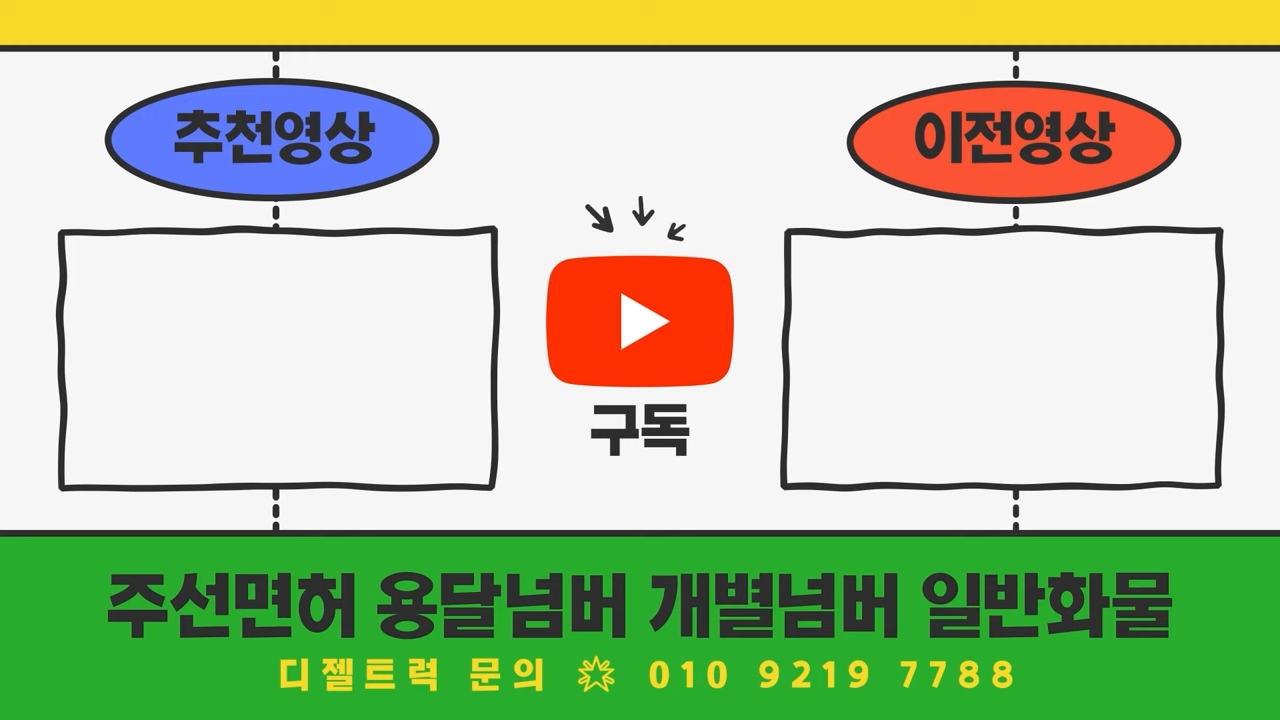 추천영상
이전영상
구독
주선면허 용달넘버 개별넘버 일반화물
디젤트럭 문의 010 9219 7788